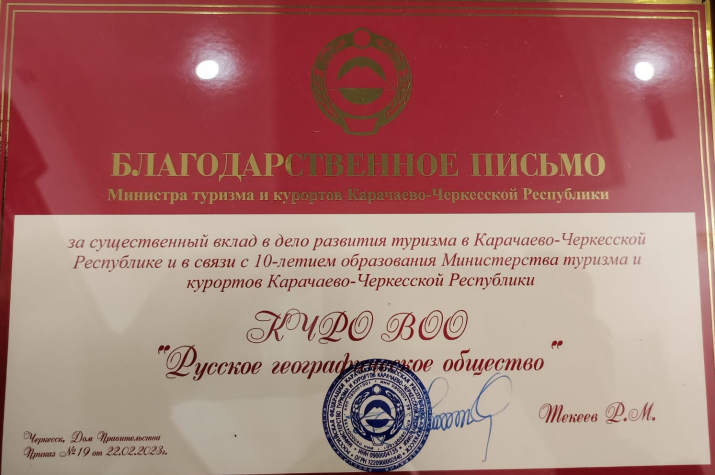 БЛАГОДАРСТВЕННОЕ ПИСЬМО
Министра туризма и курортов Карачаево-Черкесской Республики
за существенный вклад в дело развития туризма в Карачаево-Черкесской
Республике и в связи с 10-летием образования Министерства туризма и
курортов Карачаево-Черкесской Республики
КЧРО ВОО
"Русское географическое общество"
Текеев Р.М.
Черкесск, Дом Правительства
Приказ №19 от 22.02.2023г.